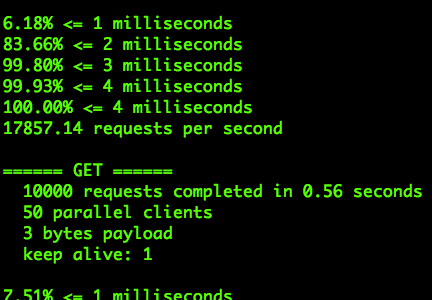 6.18% <= 1 milliseconds
83.66% <= 2 milliseconds
99.80% <= 3 milliseconds
99.93% <= 4 milliseconds
100.00% <= 4 milliseconds
17857.14 requests per second
====== GET ======
10000 requests completed in 0.56 seconds
50 parallel clients
3 bytes payload
keep alive: 1
7.51% <= 1 milliseconds